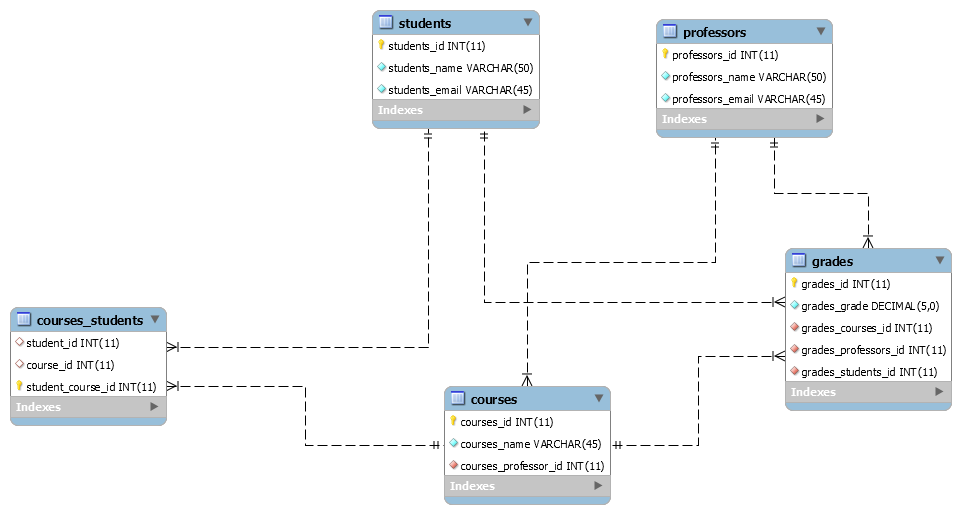 students
students_id INT(11)
students_name VARCHAR(50)
students_email VARCHAR(45)
Indexes
professors
professors_id INT(11)
professors_name VARCHAR(50)
professors_email VARCHAR(45)
Indexes
grades
grades_id INT(11)
grades_grade DECIMAL(5,0)
grades_courses_id INT(11)
grades_professors_id INT(11)
grades_students_id INT(11)
Indexes
courses_students
student_id INT(11)
course_id INT(11)
student_course_id INT(11)
Indexes
courses
courses_id INT(11)
courses_name VARCHAR(45)
courses_professor_id INT(11)
Indexes